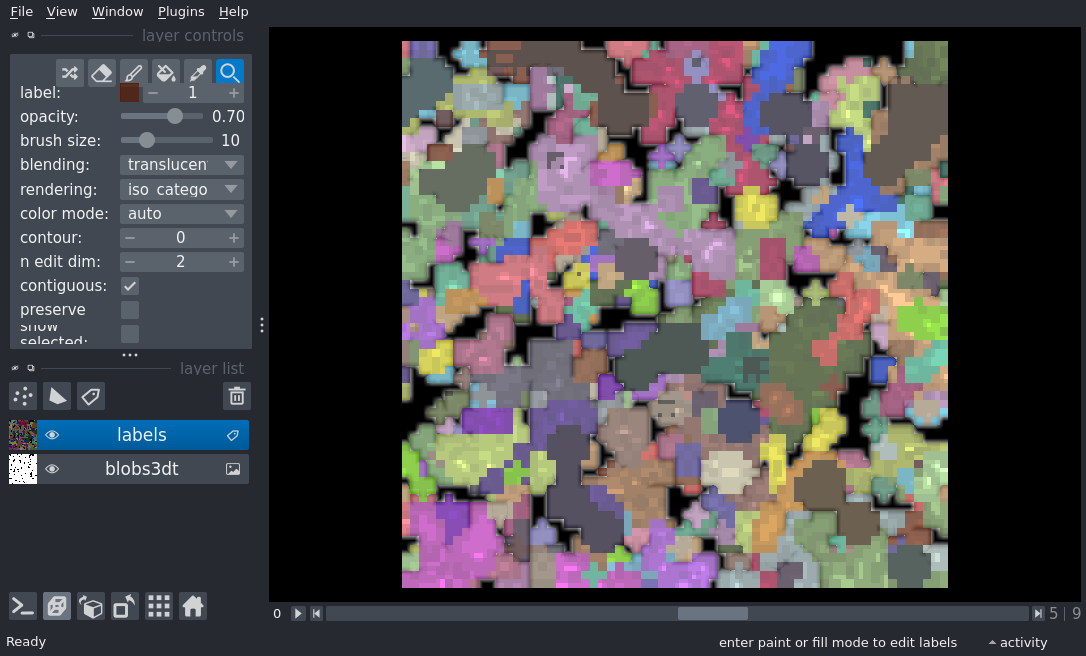 File View Window Plugins Help
layer controls
label: 1
opacity: 0.70
brush size: 10
blending: translucen
rendering: iso_catego
color mode: auto
contour: 0
n edit dim: 2
contiguous:
preserve
show
selected:
layer list
labels
blobs3dt
0 5 | 9
Ready enter paint or fill mode to edit labels activity